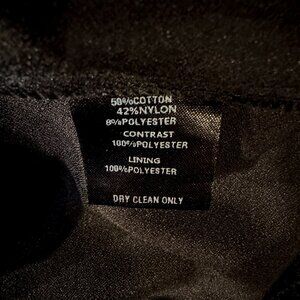 50%COTTON
42%NYLON
8%POLYESTER
CONTRAST
100%POLYESTER
LINING
100%POLYESTER
DRY CLEAN ONLY